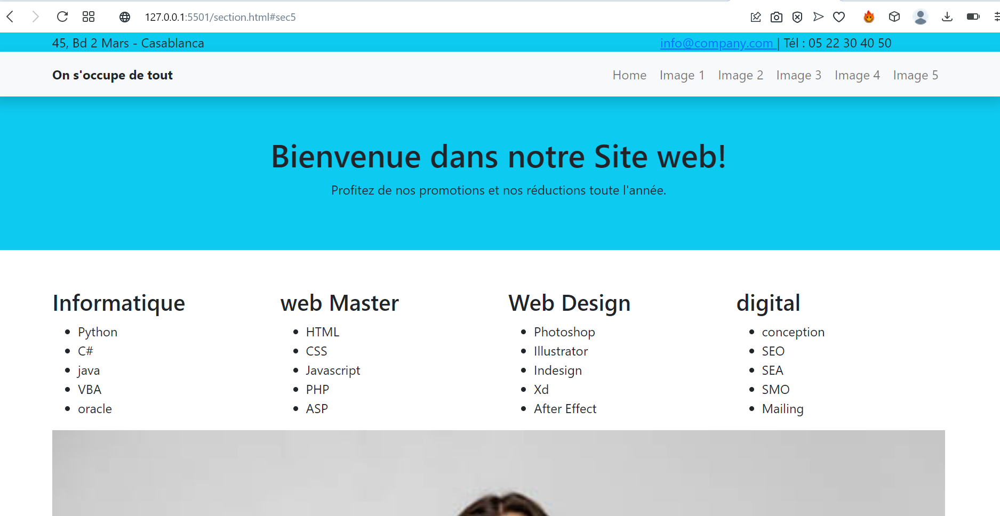 127.0.0.1:5501/section.html#sec5
45, Bd 2 Mars - Casablanca
info@company.com | Tél : 05 22 30 40 50
On s'occupe de tout
Home Image 1 Image 2 Image 3 Image 4 Image 5
Bienvenue dans notre Site web!
Profitez de nos promotions et nos réductions toute l'année.
Informatique
Python
C#
java
VBA
oracle
web Master
HTML
CSS
Javascript
PHP
ASP
Web Design
Photoshop
Illustrator
Indesign
Xd
After Effect
digital
conception
SEO
SEA
SMO
Mailing